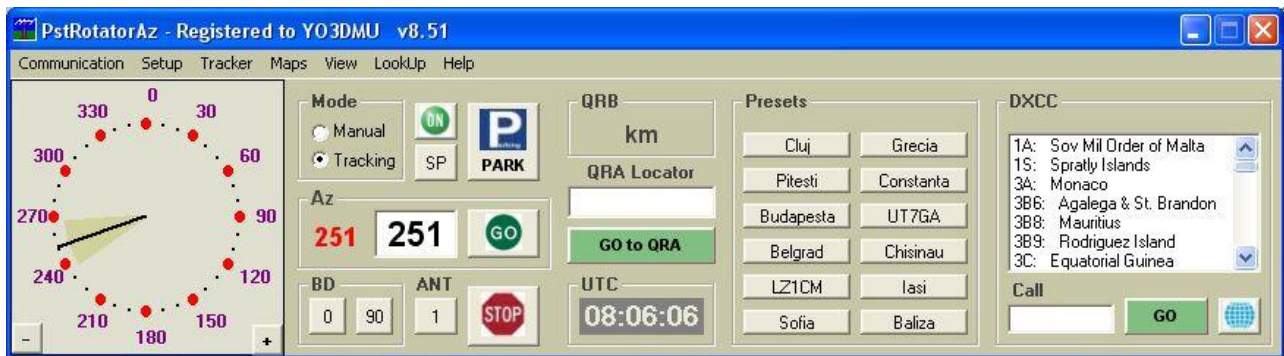 PstRotatorAz - Registered to YO3DMU v8.51
Communication Setup Tracker Maps View LookUp Help
0
330 30
300 60
270 90
240 120
210 150
180
- +
Mode
Manual
Tracking
ON
SP
P
PARKING
PARK
Az
251 251 GO
BD
0 90
ANT
1
STOP
QRB
km
QRA Locator
GO to QRA
UTC
08:06:06
Presets
Cluj Grecia
Pitesti Constanta
Budapesta UT7GA
Belgrad Chisinau
LZ1CM Iasi
Sofia Baliza
DXCC
1A: Sov Mil Order of Malta
1S: Spratly Islands
3A: Monaco
3B6: Agalega & St. Brandon
3B8: Mauritius
3B9: Rodriguez Island
3C: Equatorial Guinea
Call
GO